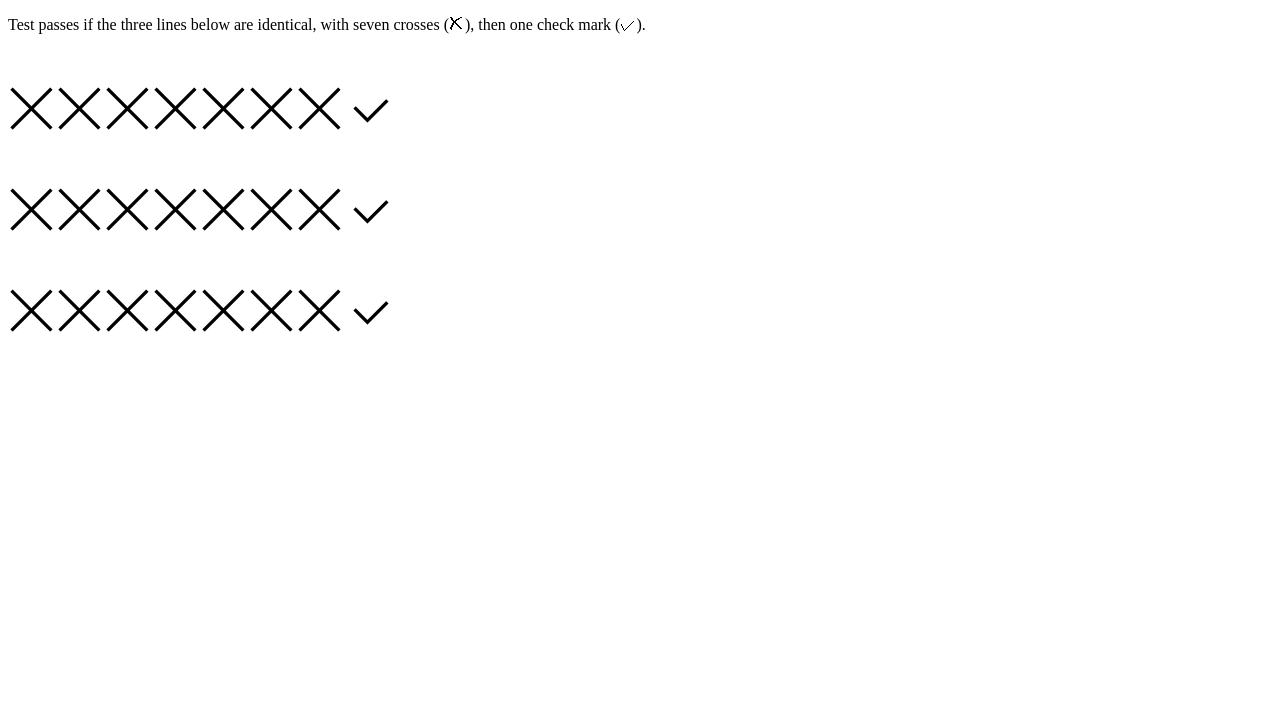 Test passes if the three lines below are identical, with seven crosses (☓), then one check mark (✓).
☓☓☓☓☓☓☓✓
☓☓☓☓☓☓☓✓
☓☓☓☓☓☓☓✓